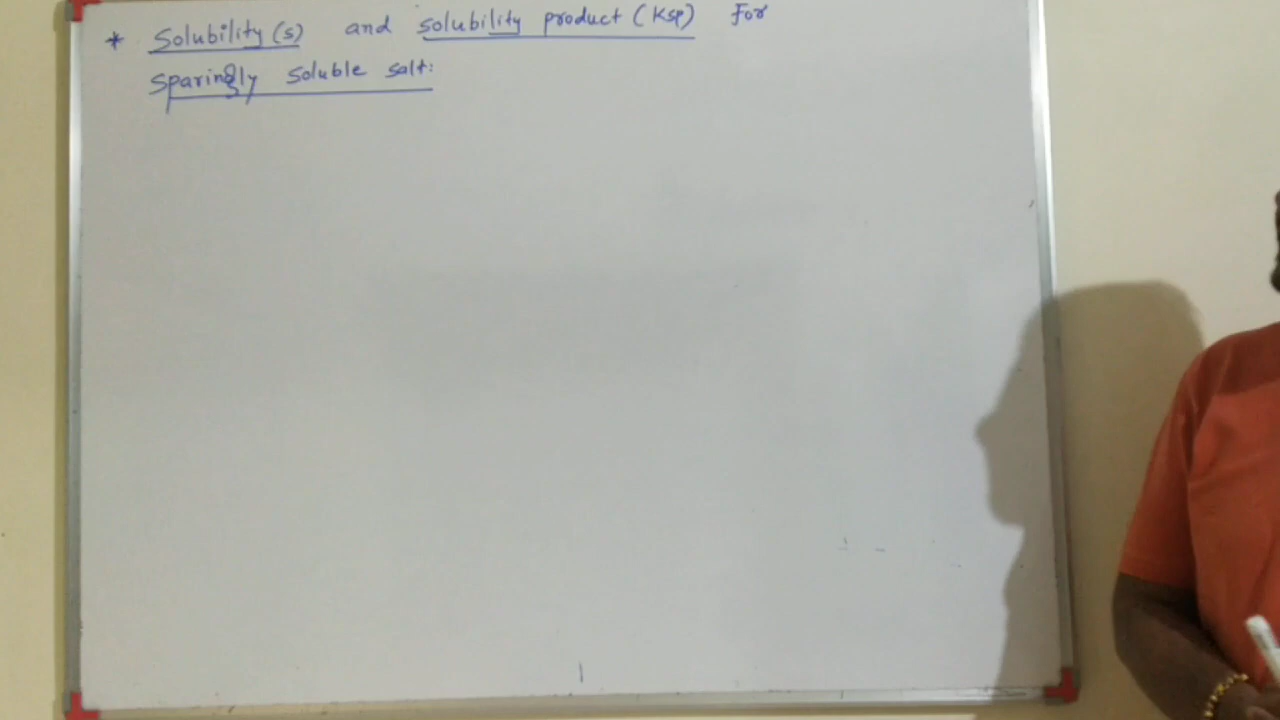 * Solubility (s) and solubility product (Ksp) For
Sparingly soluble salt: